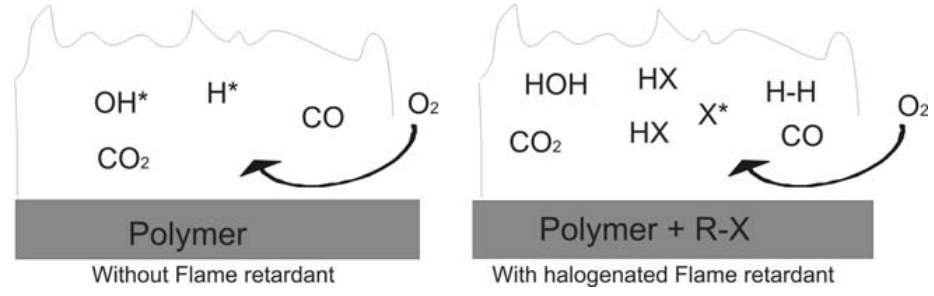 OH*
H*
CO
O₂
CO₂
Polymer
Without Flame retardant
HOH
HX
H-H
X*
O₂
CO₂
HX
CO
Polymer + R-X
With halogenated Flame retardant